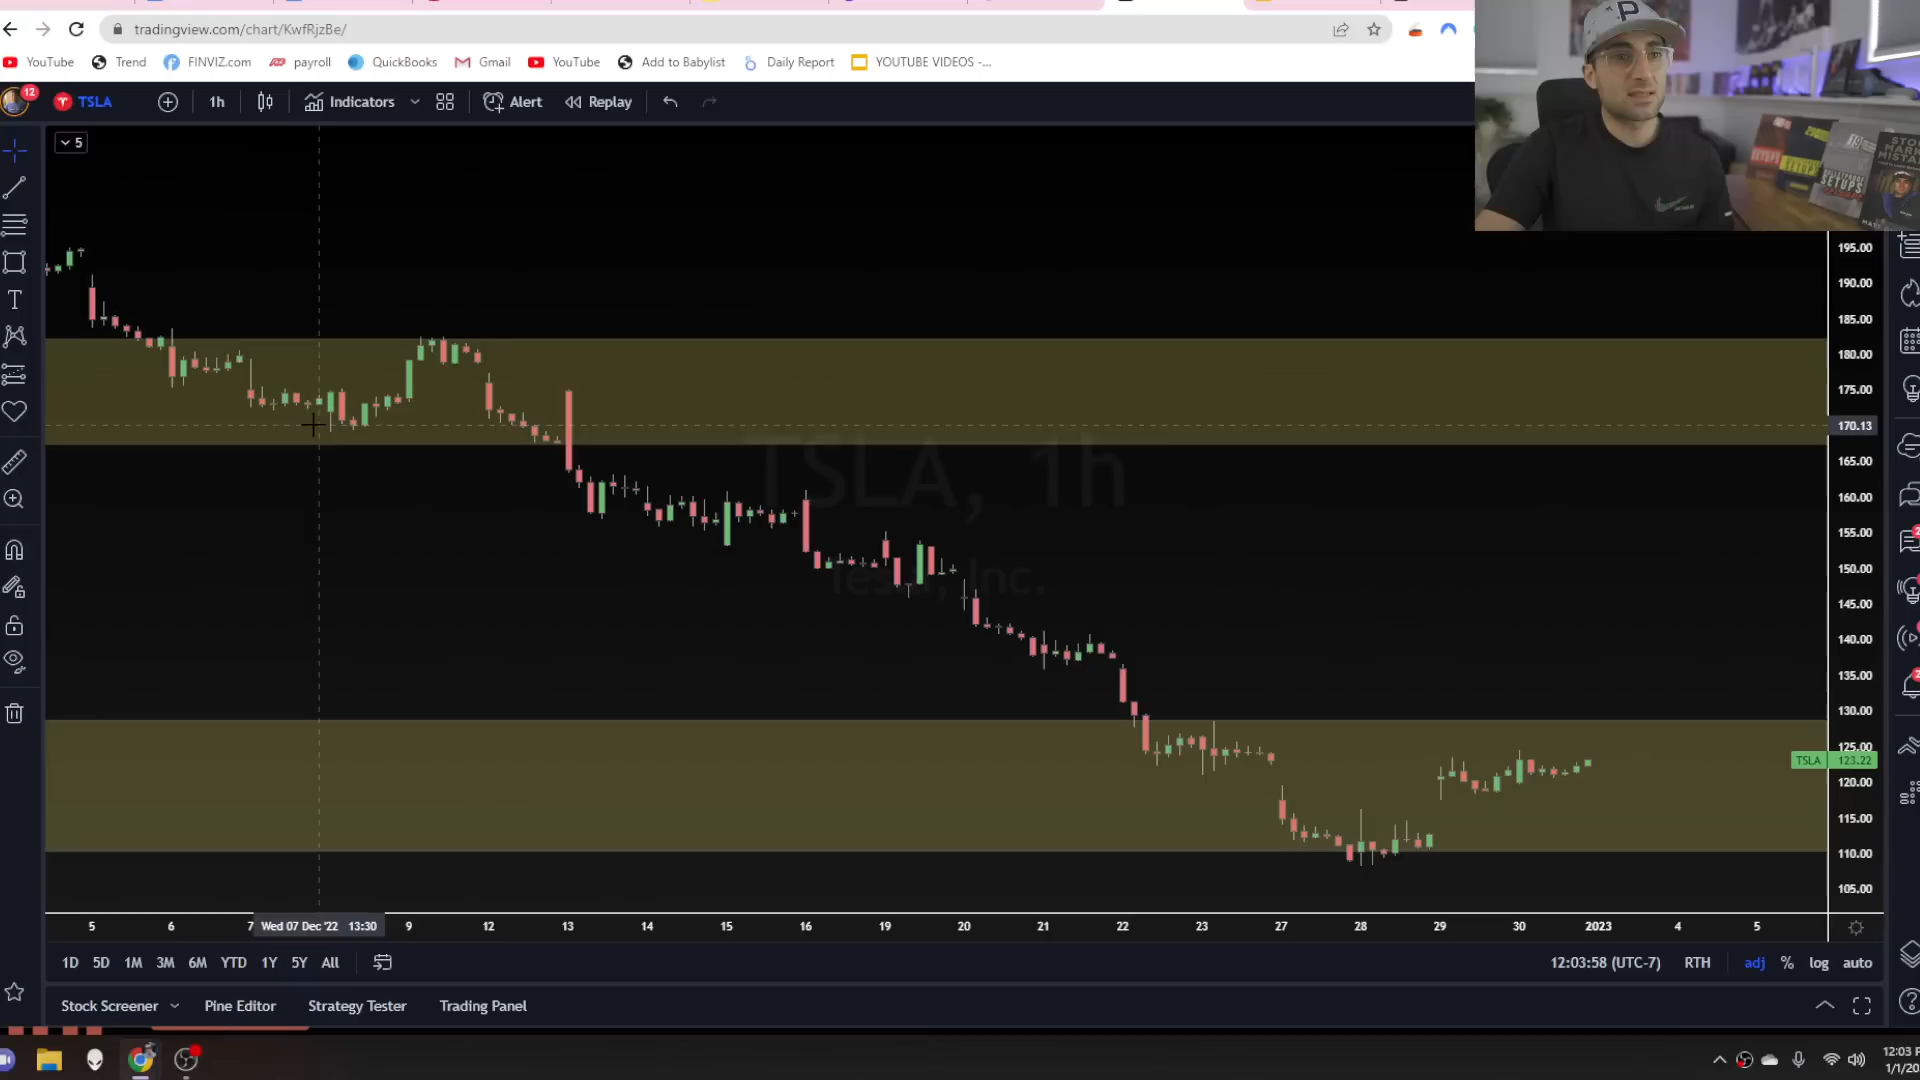 tradingview.com/chart/KwfRjzBe/
YouTube Trend FINVIZ.com payroll QuickBooks Gmail YouTube Add to Babylist Daily Report YOUTUBE VIDEOS -...
12 TSLA 1h Indicators Alert Replay
5
195.00
190.00
185.00
180.00
175.00
170.13
165.00
160.00
155.00
150.00
145.00
140.00
135.00
130.00
125.00
TSLA 123.22
120.00
115.00
110.00
105.00
TSLA, 1h
Tesla, Inc.
5 6 7 Wed 07 Dec '22 13:30 9 12 13 14 15 16 19 20 21 22 23 27 28 29 30 2023 4 5
1D 5D 1M 3M 6M YTD 1Y 5Y All 12:03:58 (UTC-7) RTH adj % log auto
Stock Screener Pine Editor Strategy Tester Trading Panel
12:03 P
1/1/20